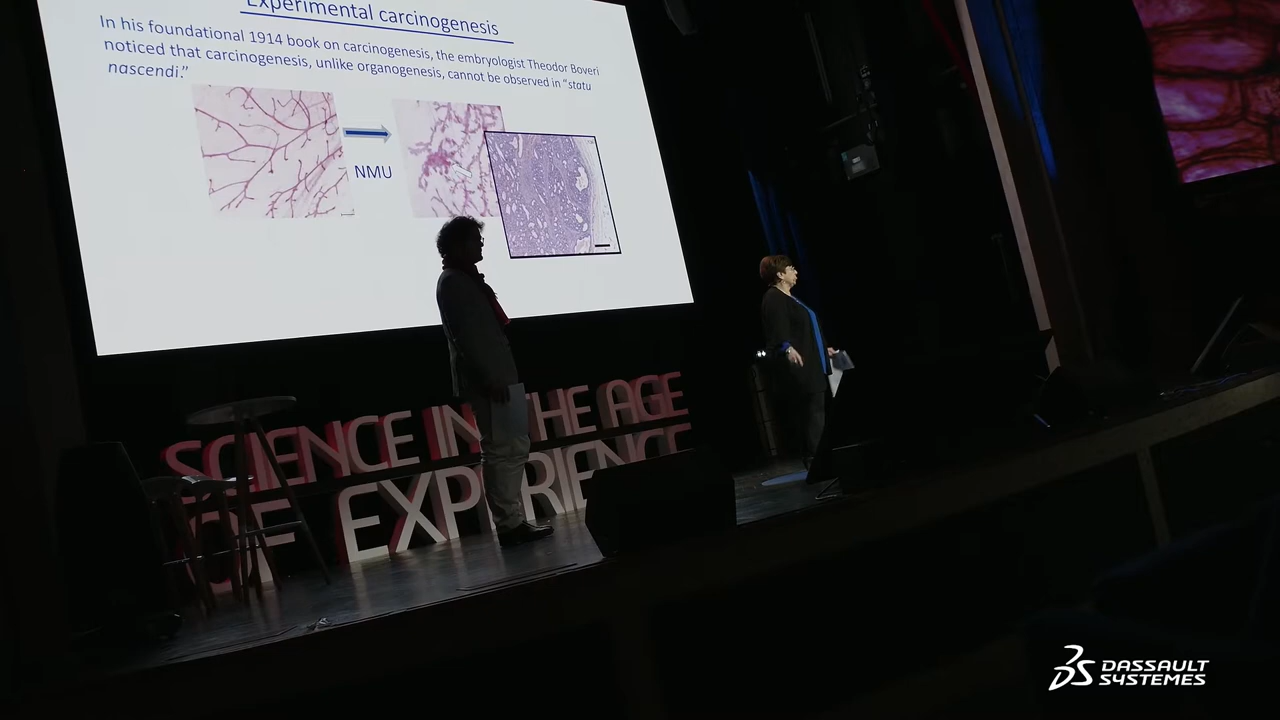 Experimental carcinogenesis
In his foundational 1914 book on carcinogenesis, the embryologist Theodor Boveri
noticed that carcinogenesis, unlike organogenesis, cannot be observed in “statu
nascendi.”
NMU
SCIENCE IN THE AGE
OF EXPERIENCE
DASSAULT
SYSTEMES